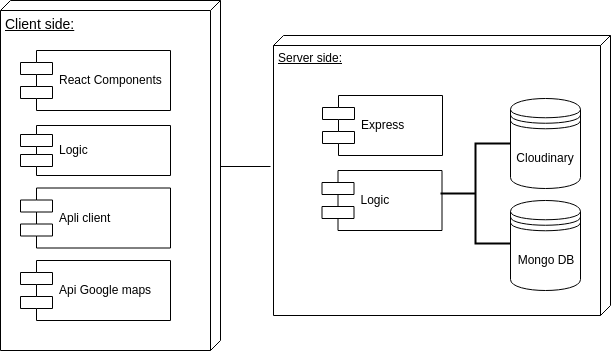 Client side:
React Components
Logic
Apli client
Api Google maps
Server side:
Express
Logic
Cloudinary
Mongo DB